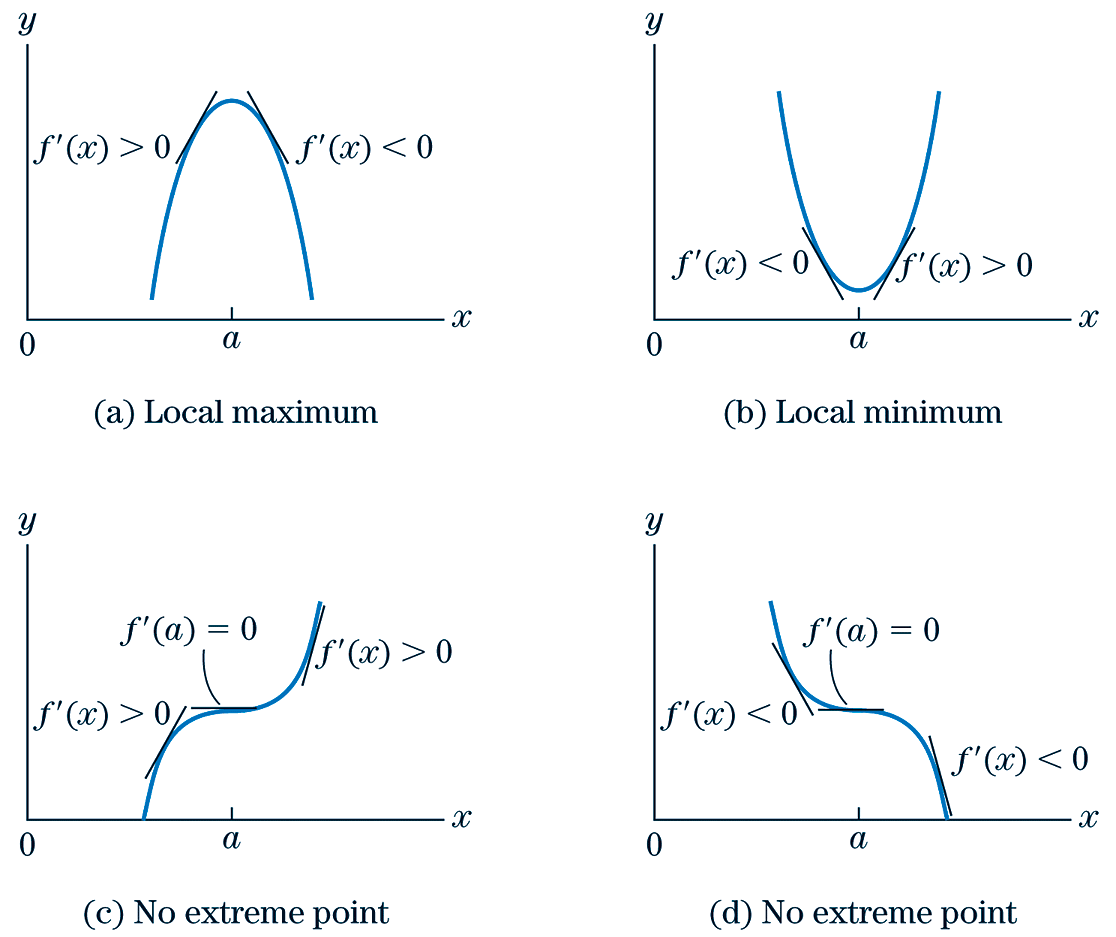 y
f′(x) > 0
f′(x) < 0
0
a
x
(a) Local maximum
y
f′(x) < 0
f′(x) > 0
0
a
x
(b) Local minimum
y
f′(a) = 0
f′(x) > 0
f′(x) > 0
0
a
x
(c) No extreme point
y
f′(a) = 0
f′(x) < 0
f′(x) < 0
0
a
x
(d) No extreme point